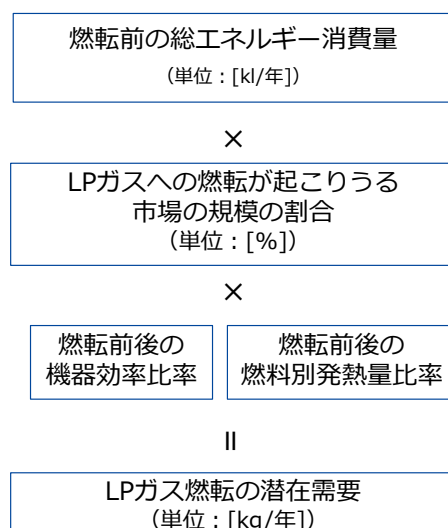 燃転前の総エネルギー消費量
（単位：[kl/年]）
×
LPガスへの燃転が起こりうる
市場の規模の割合
（単位：[%]）
×
燃転前後の
機器効率比率
燃転前後の
燃料別発熱量比率
=
LPガス燃転の潜在需要
（単位：[kg/年]）